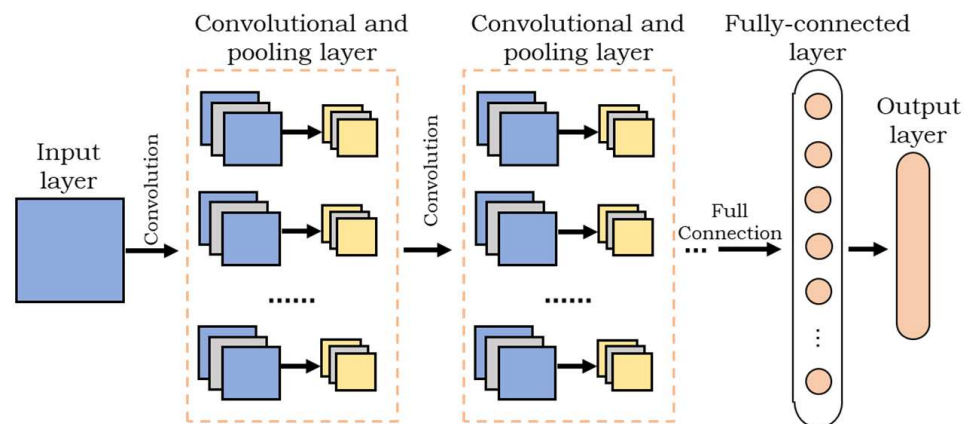 Input
layer
Convolution
Convolutional and
pooling layer
......
Convolution
Convolutional and
pooling layer
......
...
Full
Connection
Fully-connected
layer
...
Output
layer